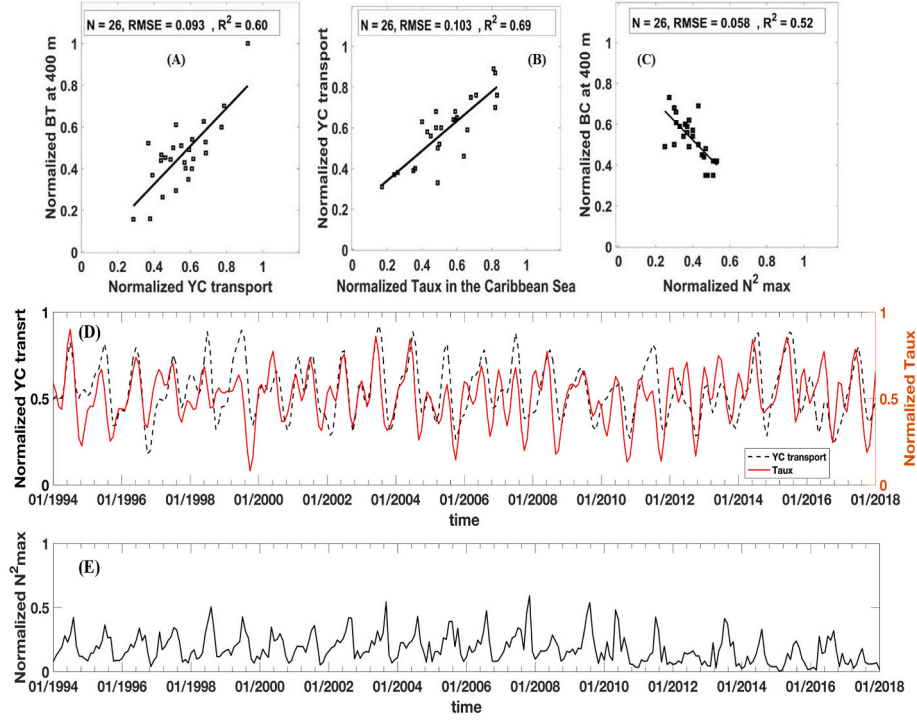 N = 26, RMSE = 0.093 , R² = 0.60
(A)
Normalized BT at 400 m
1
0.8
0.6
0.4
0.2
0
0.2 0.4 0.6 0.8 1
Normalized YC transport
N = 26, RMSE = 0.103 , R² = 0.69
(B)
Normalized YC transport
1
0.8
0.6
0.4
0.2
0
0 0.2 0.4 0.6 0.8 1
Normalized Taux in the Caribbean Sea
N = 26, RMSE = 0.058 , R² = 0.52
(C)
Normalized BC at 400 m
1
0.8
0.6
0.4
0.2
0
0 0.2 0.4 0.6 0.8 1
Normalized N² max
(D)
Normalized YC transrt
1
0.5
0
Normalized Taux
1
0.5
0
YC transport
Taux
01/1994 01/1996 01/1998 01/2000 01/2002 01/2004 01/2006 01/2008 01/2010 01/2012 01/2014 01/2016 01/2018
time
(E)
Normalized N²max
1
0.5
0
01/1994 01/1996 01/1998 01/2000 01/2002 01/2004 01/2006 01/2008 01/2010 01/2012 01/2014 01/2016 01/2018
time